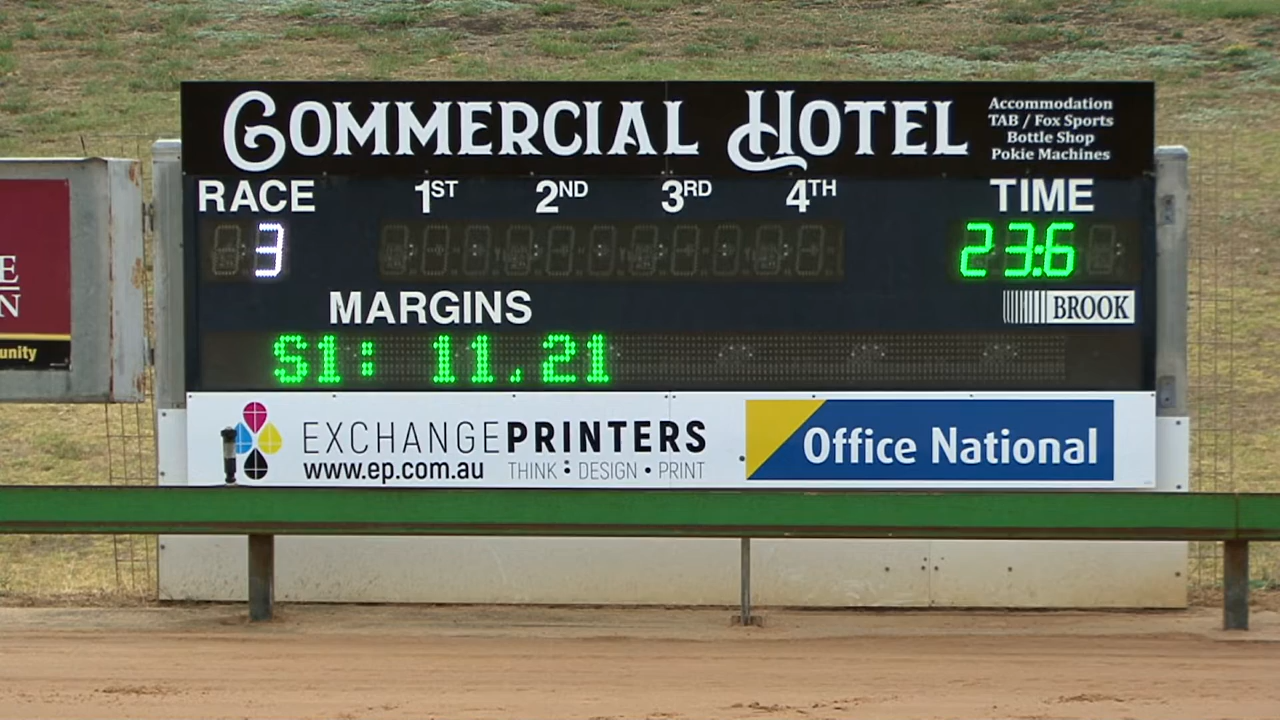 COMMERCIAL HOTEL
Accommodation
TAB / Fox Sports
Bottle Shop
Pokie Machines
RACE 1ST 2ND 3RD 4TH TIME
3 23:6
MARGINS
BROOK
S1: 11.21
E
N
unity
EXCHANGEPRINTERS
www.ep.com.au THINK : DESIGN • PRINT
Office National